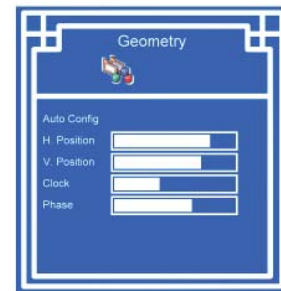 Geometry
Auto Config
H. Position
V. Position
Clock
Phase